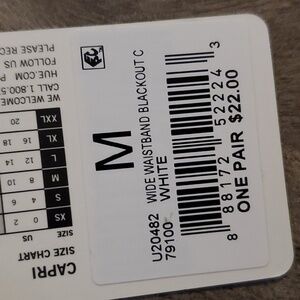 WE WELCOME
CALL 1.800.5
HUE.COM
FOLLOW US
PLEASE REC
CAPRI
SIZE CHART
SIZE US
XS 0 2
S 4 6
M 8 10
L 12 14
XL 16 18
XXL 20
M
U20482 WIDE WAISTBAND BLACKOUT C
79100 WHITE
8 88172 52224 3
ONE PAIR $22.00